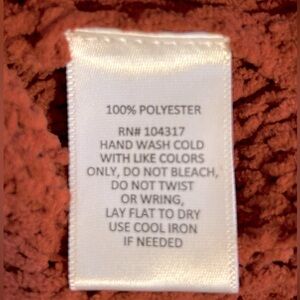 100% POLYESTER
RN# 104317
HAND WASH COLD
WITH LIKE COLORS
ONLY, DO NOT BLEACH,
DO NOT TWIST
OR WRING,
LAY FLAT TO DRY
USE COOL IRON
IF NEEDED